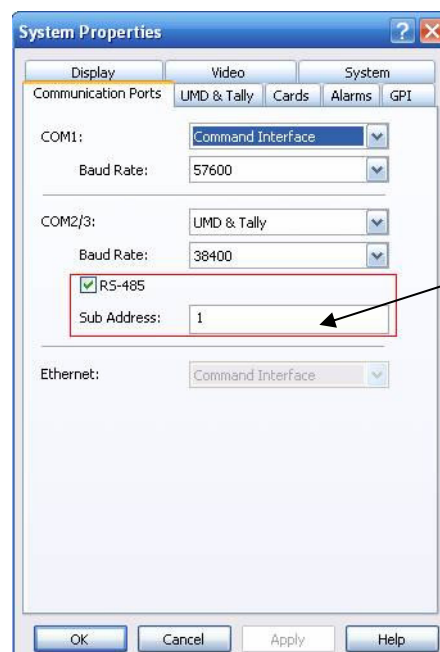 System Properties
Display Video System
Communication Ports UMD & Tally Cards Alarms GPI
COM1: Command Interface
Baud Rate: 57600
COM2/3: UMD & Tally
Baud Rate: 38400
RS-485
Sub Address: 1
Ethernet: Command Interface
OK Cancel Apply Help